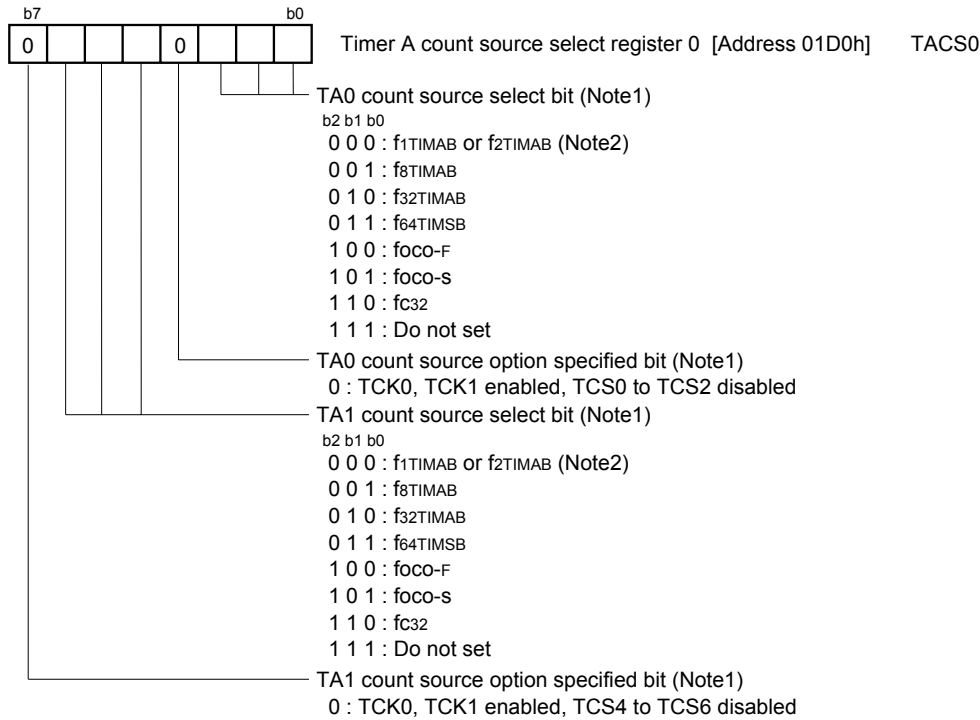 b7 b0
0 0 Timer A count source select register 0 [Address 01D0h] TACS0
TA0 count source select bit (Note1)
b2 b1 b0
0 0 0 : f1TIMAB or f2TIMAB (Note2)
0 0 1 : f8TIMAB
0 1 0 : f32TIMAB
0 1 1 : f64TIMSB
1 0 0 : foco-F
1 0 1 : foco-s
1 1 0 : fc32
1 1 1 : Do not set
TA0 count source option specified bit (Note1)
0 : TCK0, TCK1 enabled, TCS0 to TCS2 disabled
TA1 count source select bit (Note1)
b2 b1 b0
0 0 0 : f1TIMAB or f2TIMAB (Note2)
0 0 1 : f8TIMAB
0 1 0 : f32TIMAB
0 1 1 : f64TIMSB
1 0 0 : foco-F
1 0 1 : foco-s
1 1 0 : fc32
1 1 1 : Do not set
TA1 count source option specified bit (Note1)
0 : TCK0, TCK1 enabled, TCS4 to TCS6 disabled